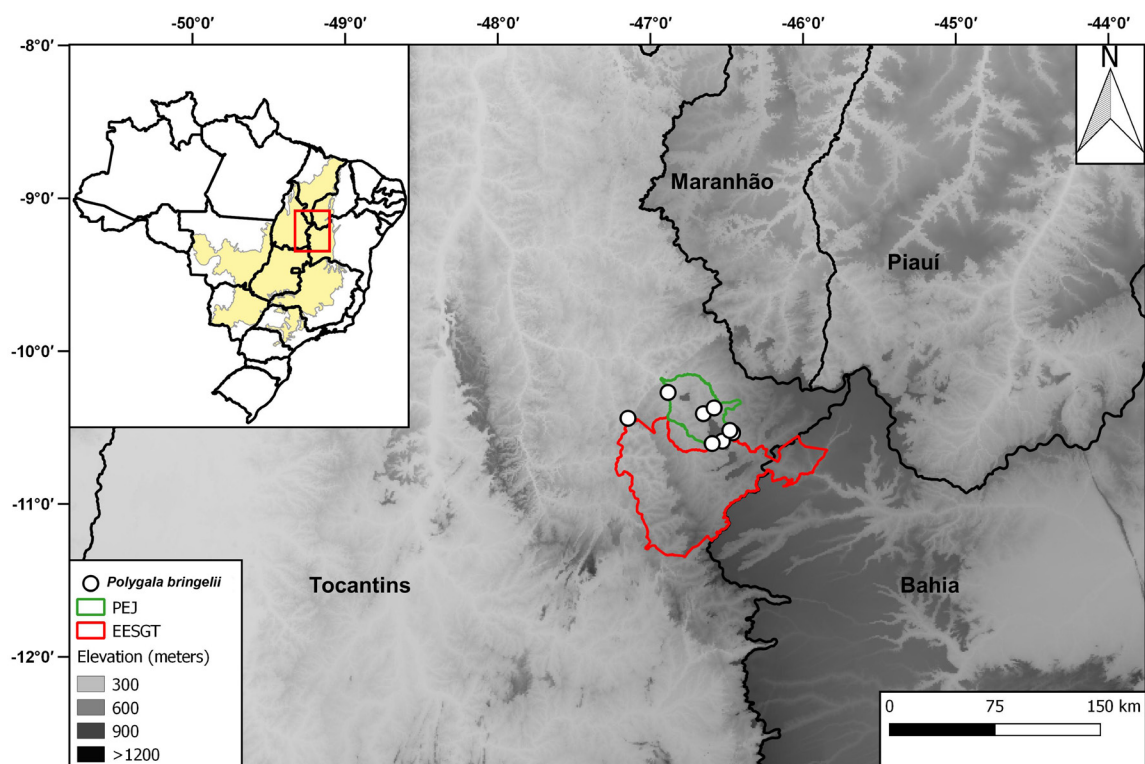 -50°0′ -49°0′ -48°0′ -47°0′ -46°0′ -45°0′ -44°0′
-8°0′
N
Maranhão
-9°0′
Piauí
-10°0′
-11°0′
Tocantins
Bahia
-12°0′
Polygala bringelii
PEJ
EESGT
Elevation (meters)
300
600
900
>1200
0 75 150 km